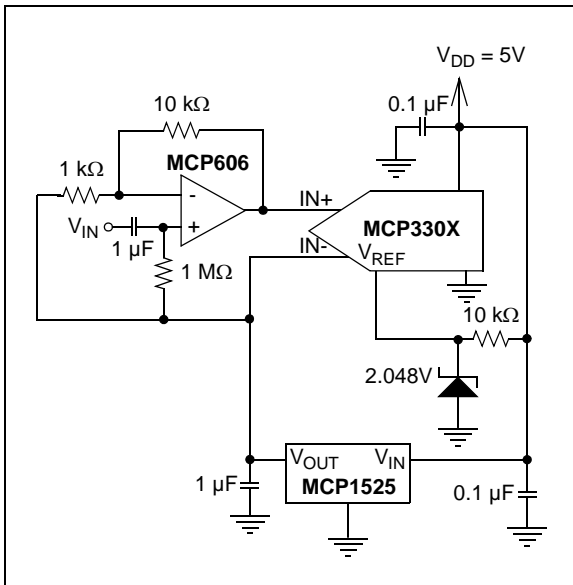 V_DD = 5V
0.1 µF
10 kΩ
MCP606
1 kΩ
-
+
V_IN
1 µF
1 MΩ
IN+
IN-
MCP330X
V_REF
10 kΩ
2.048V
V_OUT
V_IN
MCP1525
1 µF
0.1 µF